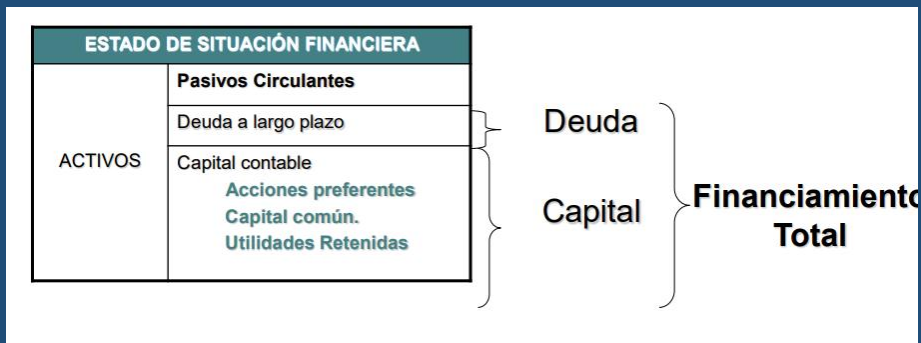 ESTADO DE SITUACIÓN FINANCIERA
ACTIVOS
Pasivos Circulantes
Deuda a largo plazo
Capital contable
Acciones preferentes
Capital común.
Utilidades Retenidas
Deuda
Capital
Financiamiento
Total